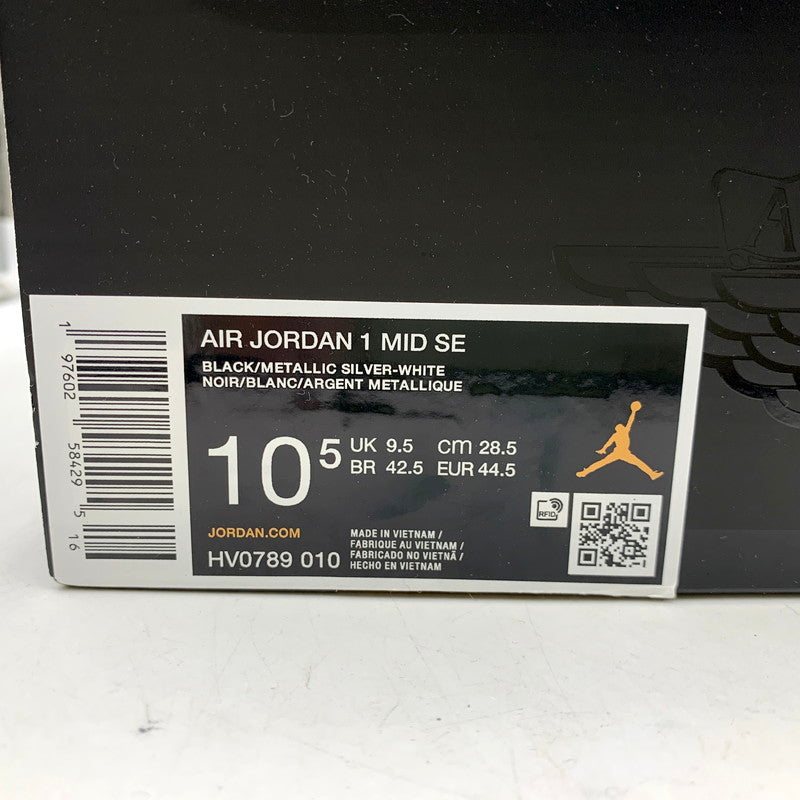 AIR JORDAN 1 MID SE
BLACK/METALLIC SILVER-WHITE
NOIR/BLANC/ARGENT METALLIQUE
10 5
UK 9.5 cm 28.5
BR 42.5 EUR 44.5
JORDAN.COM
HV0789 010
MADE IN VIETNAM /
FABRIQUE AU VIETNAM /
FABRICADO NO VIETNÃ /
HECHO EN VIETNAM
RFID
1 97602 58429 5 16